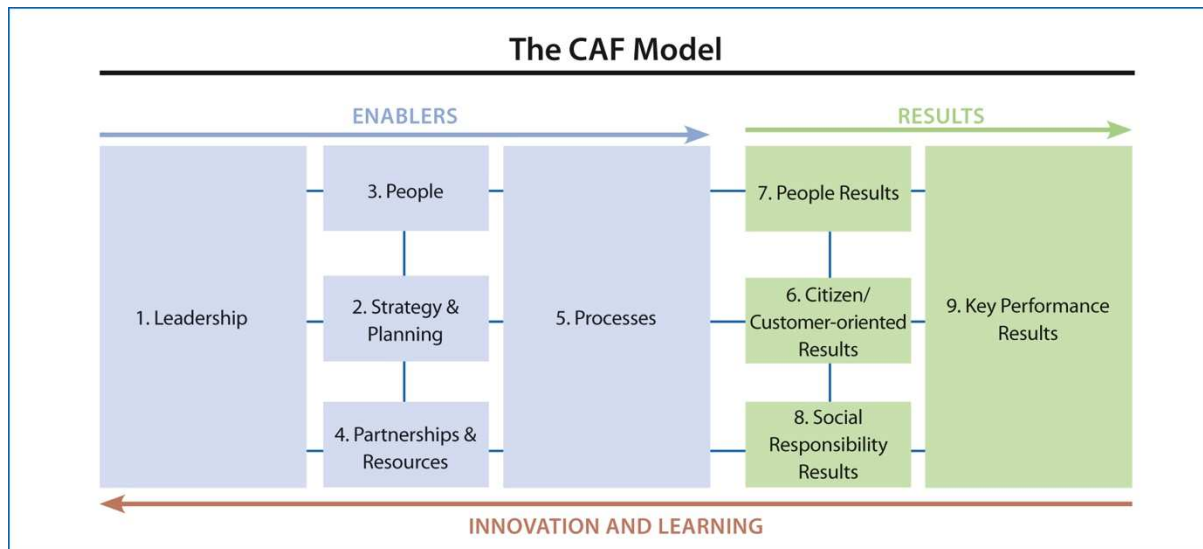 The CAF Model
ENABLERS
RESULTS
1. Leadership
3. People
2. Strategy &
Planning
4. Partnerships &
Resources
5. Processes
7. People Results
6. Citizen/
Customer-oriented
Results
8. Social
Responsibility
Results
9. Key Performance
Results
INNOVATION AND LEARNING